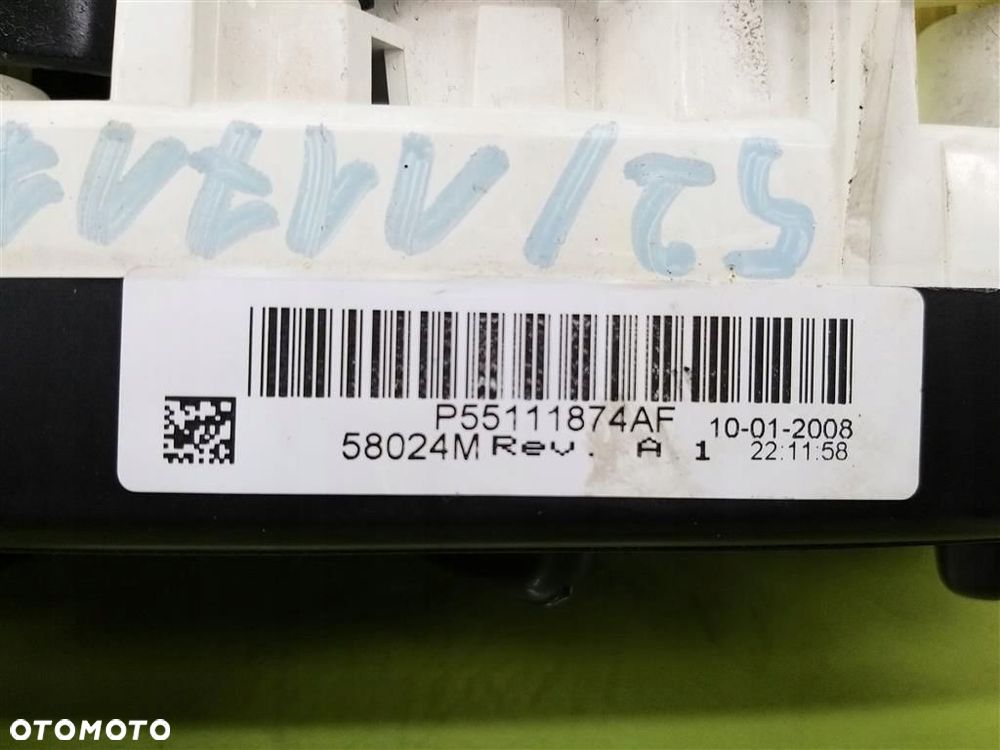 P55111874AF
10-01-2008
58024M Rev. A 1
22:11:58
OTOMOTO